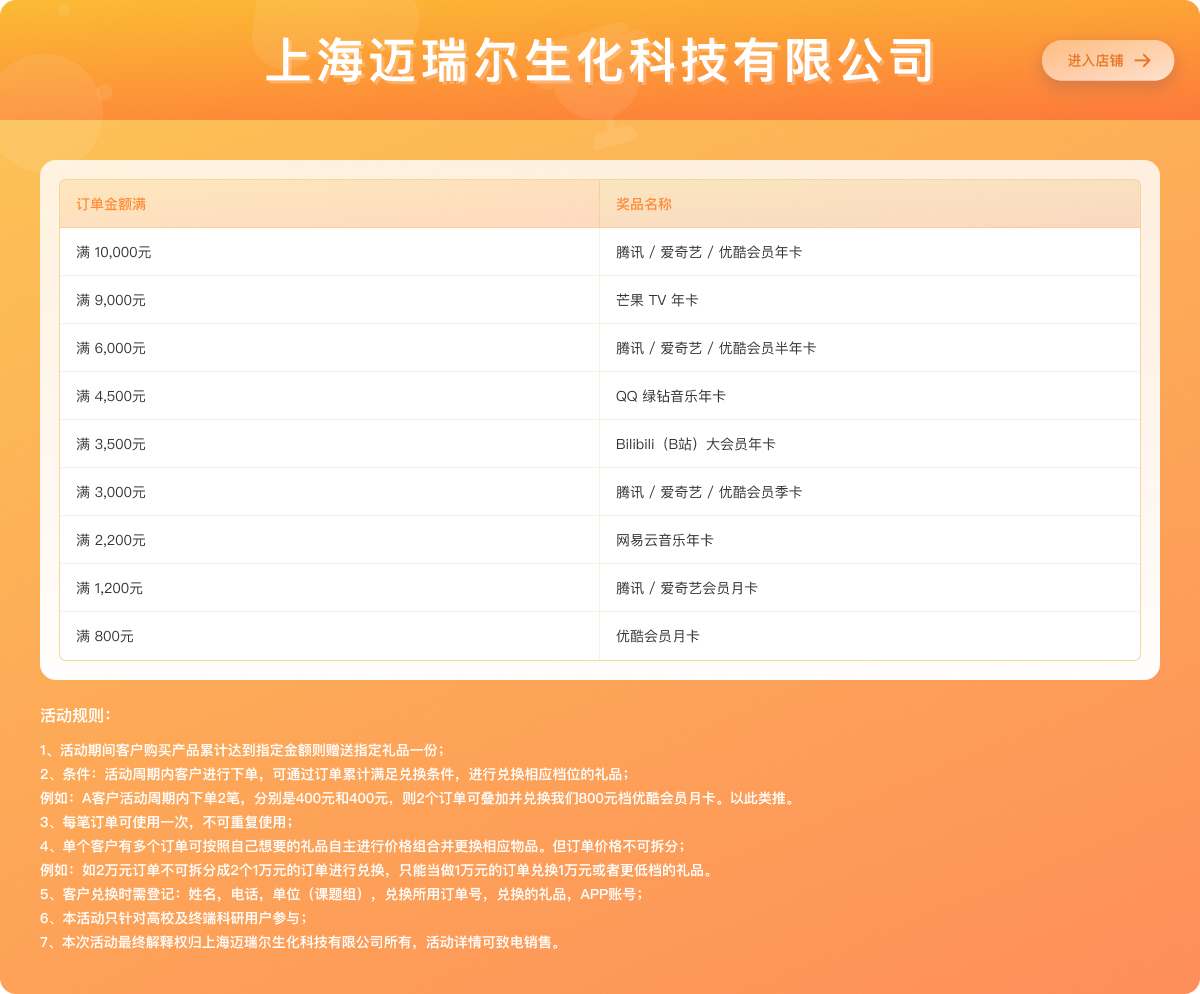 上海迈瑞尔生化科技有限公司
进入店铺
订单金额满 奖品名称
满 10,000元 腾讯 / 爱奇艺 / 优酷会员年卡
满 9,000元 芒果 TV 年卡
满 6,000元 腾讯 / 爱奇艺 / 优酷会员半年卡
满 4,500元 QQ 绿钻音乐年卡
满 3,500元 Bilibili（B站）大会员年卡
满 3,000元 腾讯 / 爱奇艺 / 优酷会员季卡
满 2,200元 网易云音乐年卡
满 1,200元 腾讯 / 爱奇艺会员月卡
满 800元 优酷会员月卡
活动规则：
1、活动期间客户购买产品累计达到指定金额则赠送指定礼品一份；
2、条件：活动周期内客户进行下单，可通过订单累计满足兑换条件，进行兑换相应档位的礼品；
例如：A客户活动周期内下单2笔，分别是400元和400元，则2个订单可叠加并兑换我们800元档优酷会员月卡。以此类推。
3、每笔订单可使用一次，不可重复使用；
4、单个客户有多个订单可按照自己想要的礼品自主进行价格组合并更换相应物品。但订单价格不可拆分；
例如：如2万元订单不可拆分成2个1万元的订单进行兑换，只能当做1万元的订单兑换1万元或者更低档的礼品。
5、客户兑换时需登记：姓名，电话，单位（课题组），兑换所用订单号，兑换的礼品，APP账号；
6、本活动只针对高校及终端科研用户参与；
7、本次活动最终解释权归上海迈瑞尔生化科技有限公司所有，活动详情可致电销售。